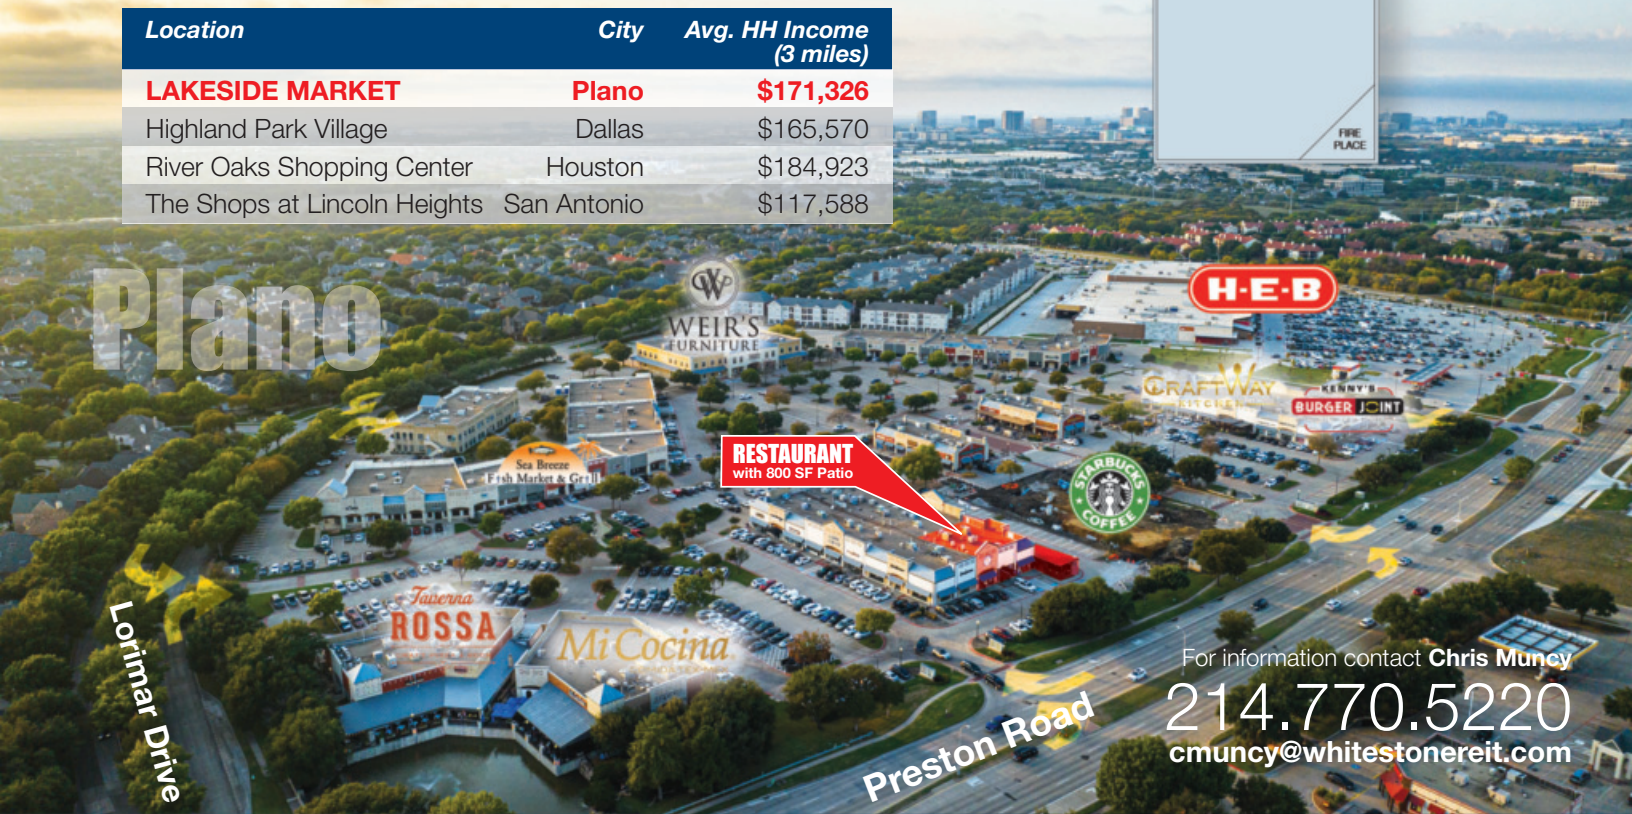 Location City Avg. HH Income
(3 miles)
LAKESIDE MARKET Plano $171,326
Highland Park Village Dallas $165,570
River Oaks Shopping Center Houston $184,923
The Shops at Lincoln Heights San Antonio $117,588
FIRE
PLACE
Plano
W
WEIR'S
FURNITURE
H-E-B
CRAFTWAY
KITCHEN
KENNY'S
BURGER JOINT
RESTAURANT
with 800 SF Patio
Sea Breeze
Fish Market & Grill
STARBUCKS
COFFEE
Taverna
ROSSA
Mi Cocina
Lorimar Drive
Preston Road
For information contact Chris Muncy
214.770.5220
cmuncy@whitestonereit.com